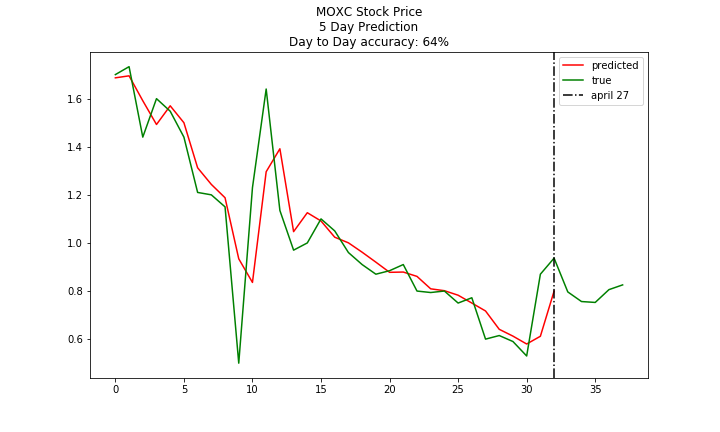 MOXC Stock Price
5 Day Prediction
Day to Day accuracy: 64%
predicted
true
april 27
1.6
1.4
1.2
1.0
0.8
0.6
0 5 10 15 20 25 30 35